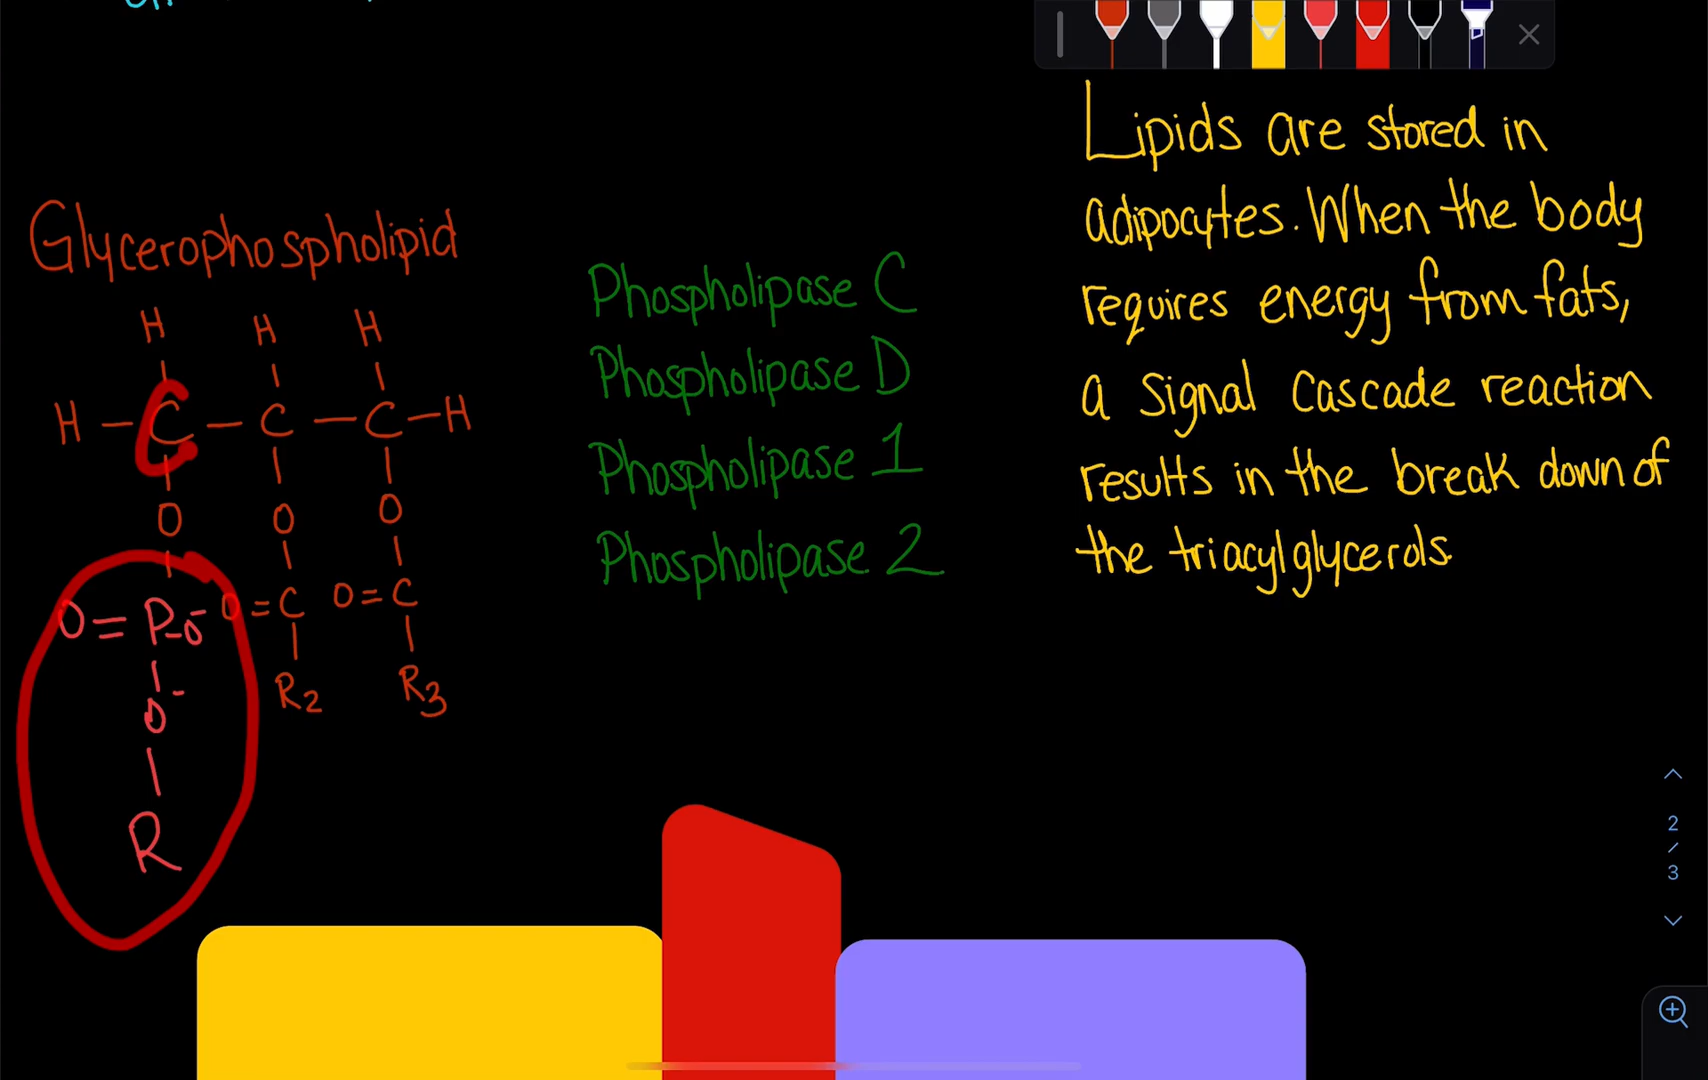 Glycerophospholipid
H H H
H - C - C - C - H
O O O
O = P - O⁻ O = C O = C
O⁻ R2 R3
R
Phospholipase C
Phospholipase D
Phospholipase 1
Phospholipase 2
Lipids are stored in
adipocytes. When the body
requires energy from fats,
a signal cascade reaction
results in the break down of
the triacylglycerols.
2
/
3